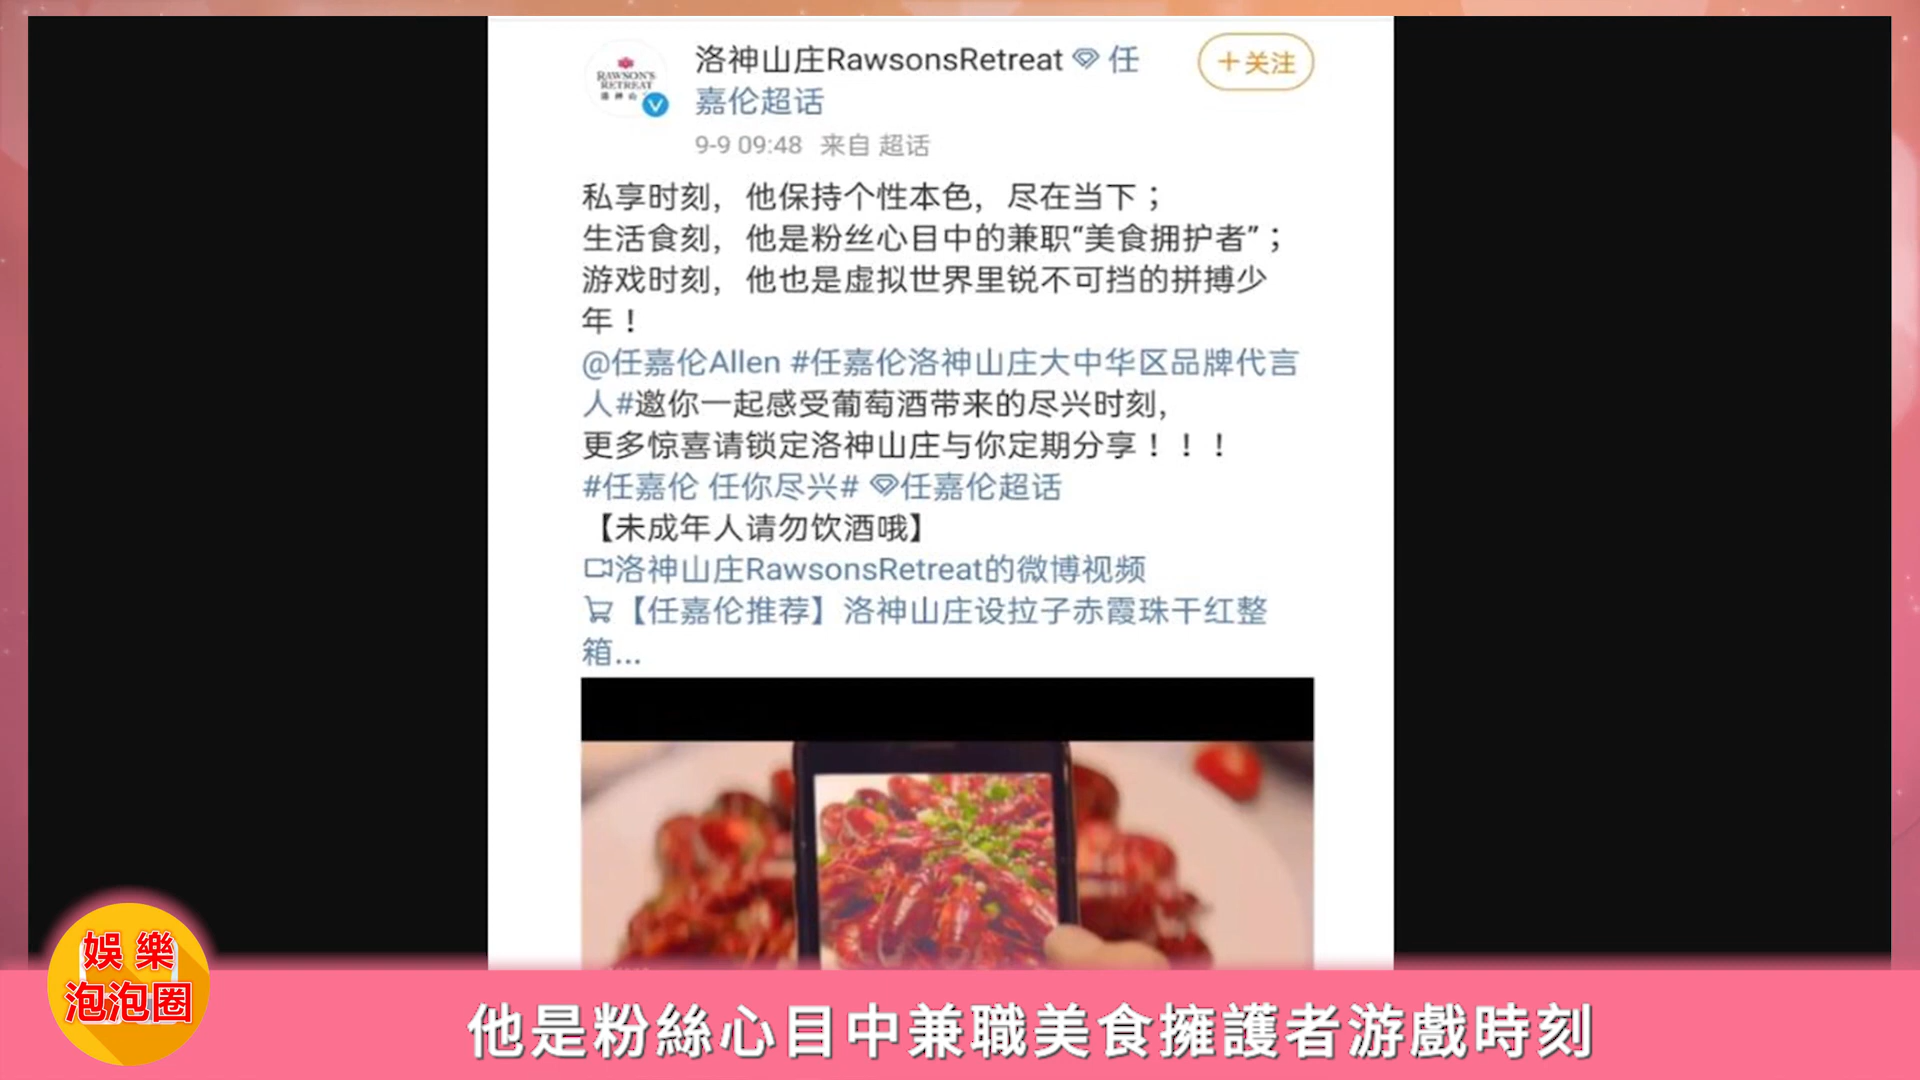 洛神山庄RawsonsRetreat 任
嘉伦超话
+关注
RAWSON'S
RETREAT
洛神山
9-9 09:48 来自 超话
私享时刻，他保持个性本色，尽在当下；
生活食刻，他是粉丝心目中的兼职“美食拥护者”；
游戏时刻，他也是虚拟世界里锐不可挡的拼搏少
年！
@任嘉伦Allen #任嘉伦洛神山庄大中华区品牌代言
人#邀你一起感受葡萄酒带来的尽兴时刻，
更多惊喜请锁定洛神山庄与你定期分享！！！
#任嘉伦 任你尽兴# 任嘉伦超话
【未成年人请勿饮酒哦】
洛神山庄RawsonsRetreat的微博视频
【任嘉伦推荐】洛神山庄设拉子赤霞珠干红整
箱...
娛樂
泡泡圈
他是粉絲心目中兼職美食擁護者游戲時刻